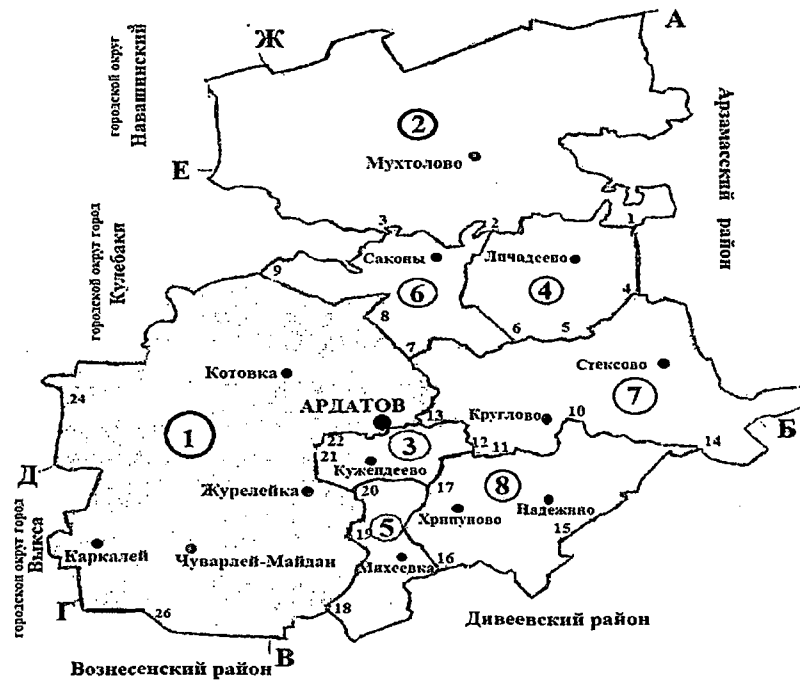 А
Ж
3
городской округ
Навашинский
Арзамасский район
2
Мухтолово
Е
3
2
1
городской округ город
Кулебаки
Саконы
Личадеево
9
6
4
4
8
6
5
7
Стексово
Котовка
7
24
АРДАТОВ
13
Круглово
10
Б
1
22
3
12
11
14
21
Кужендеево
Д
Журелейка
20
17
8
городской округ город
Выкса
5
Хрипуново
Надежино
19
15
Каркалей
Чуварлей-Майдан
Михеевка
16
Г
26
18
Дивеевский район
В
Вознесенский район